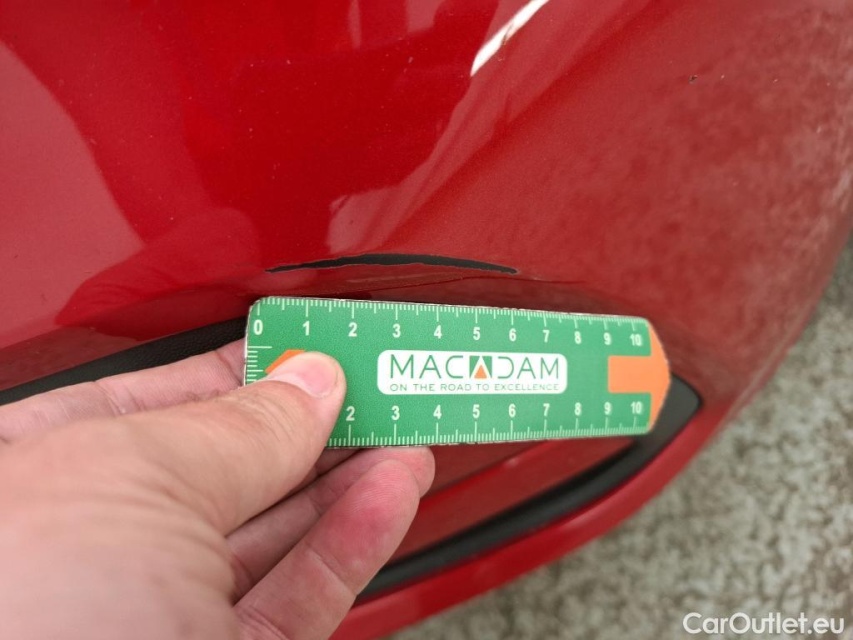 0 1 2 3 4 5 6 7 8 9 10
MACADAM
ON THE ROAD TO EXCELLENCE
2 3 4 5 6 7 8 9 10
CarOutlet.eu